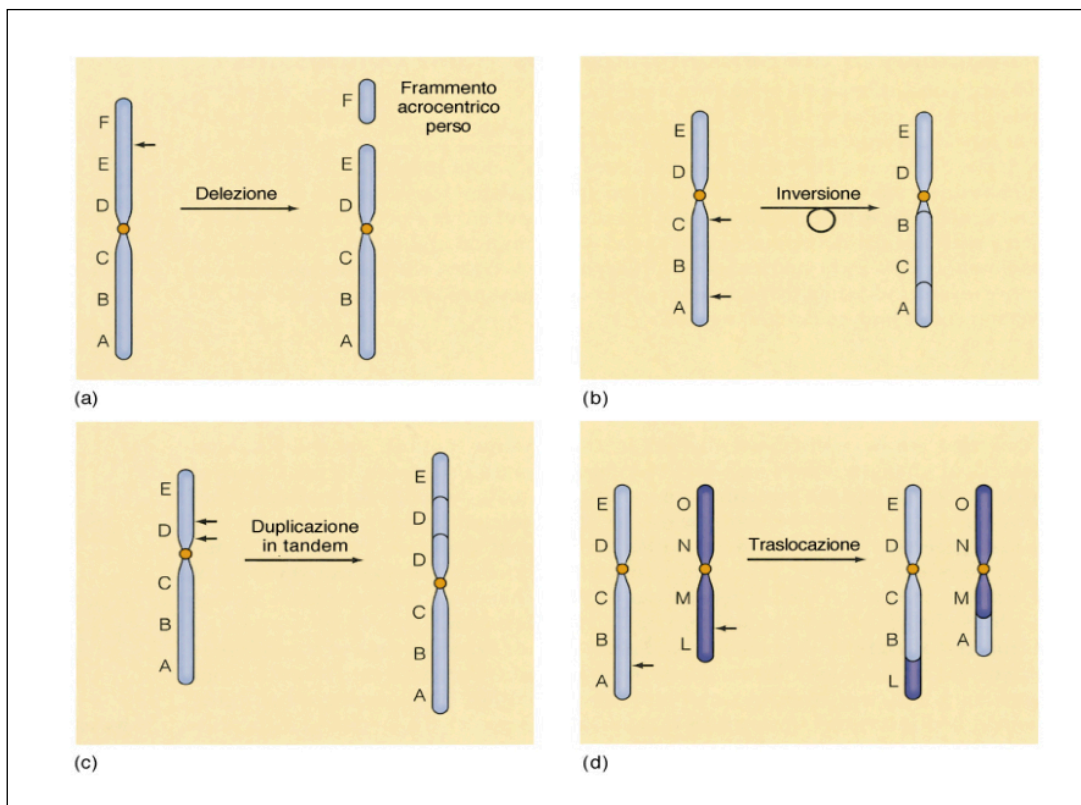 F
E
D
C
B
A
Delezione
F
Frammento
acrocentrico
perso
E
D
C
B
A
(a)
E
D
C
B
A
Inversione
E
D
B
C
A
(b)
E
D
C
B
A
Duplicazione
in tandem
E
D
D
C
B
A
(c)
E
D
C
B
A
O
N
M
L
Traslocazione
E
D
C
B
L
O
N
M
A
(d)